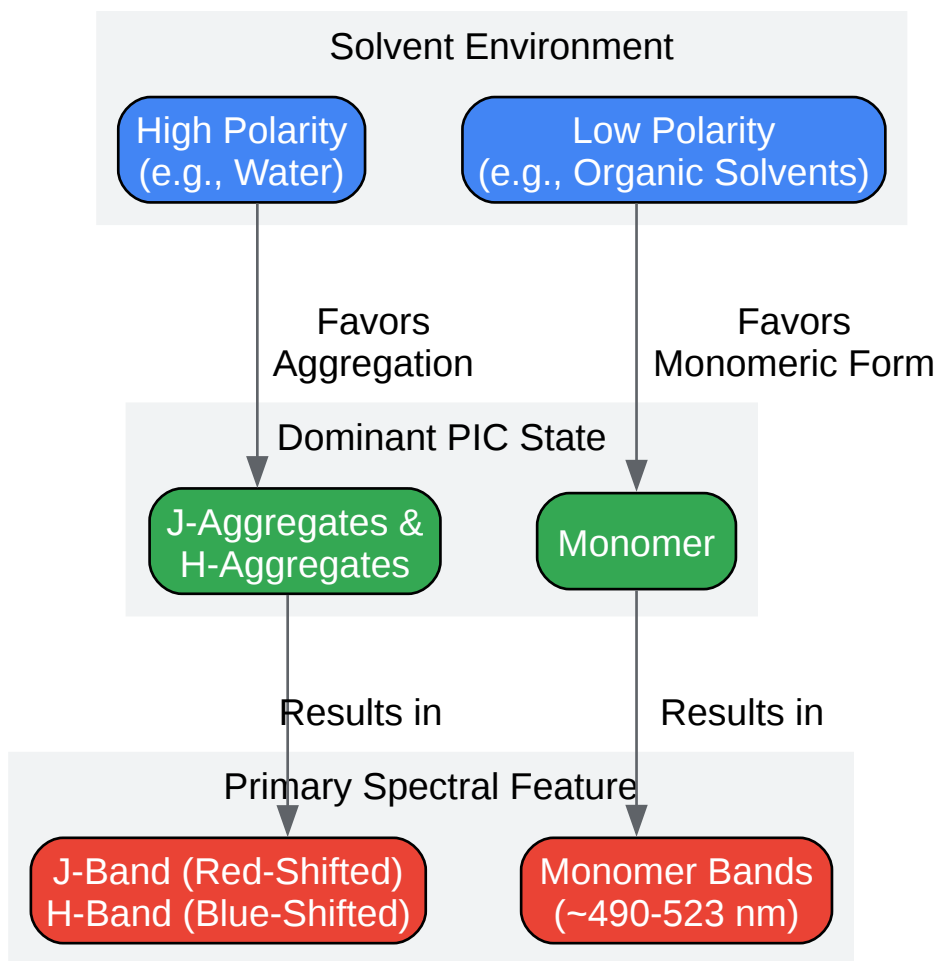 Solvent Environment
High Polarity
(e.g., Water)
Low Polarity
(e.g., Organic Solvents)
Favors
Aggregation
Favors
Monomeric Form
Dominant PIC State
J-Aggregates &
H-Aggregates
Monomer
Results in
Results in
Primary Spectral Feature
J-Band (Red-Shifted)
H-Band (Blue-Shifted)
Monomer Bands
(~490-523 nm)